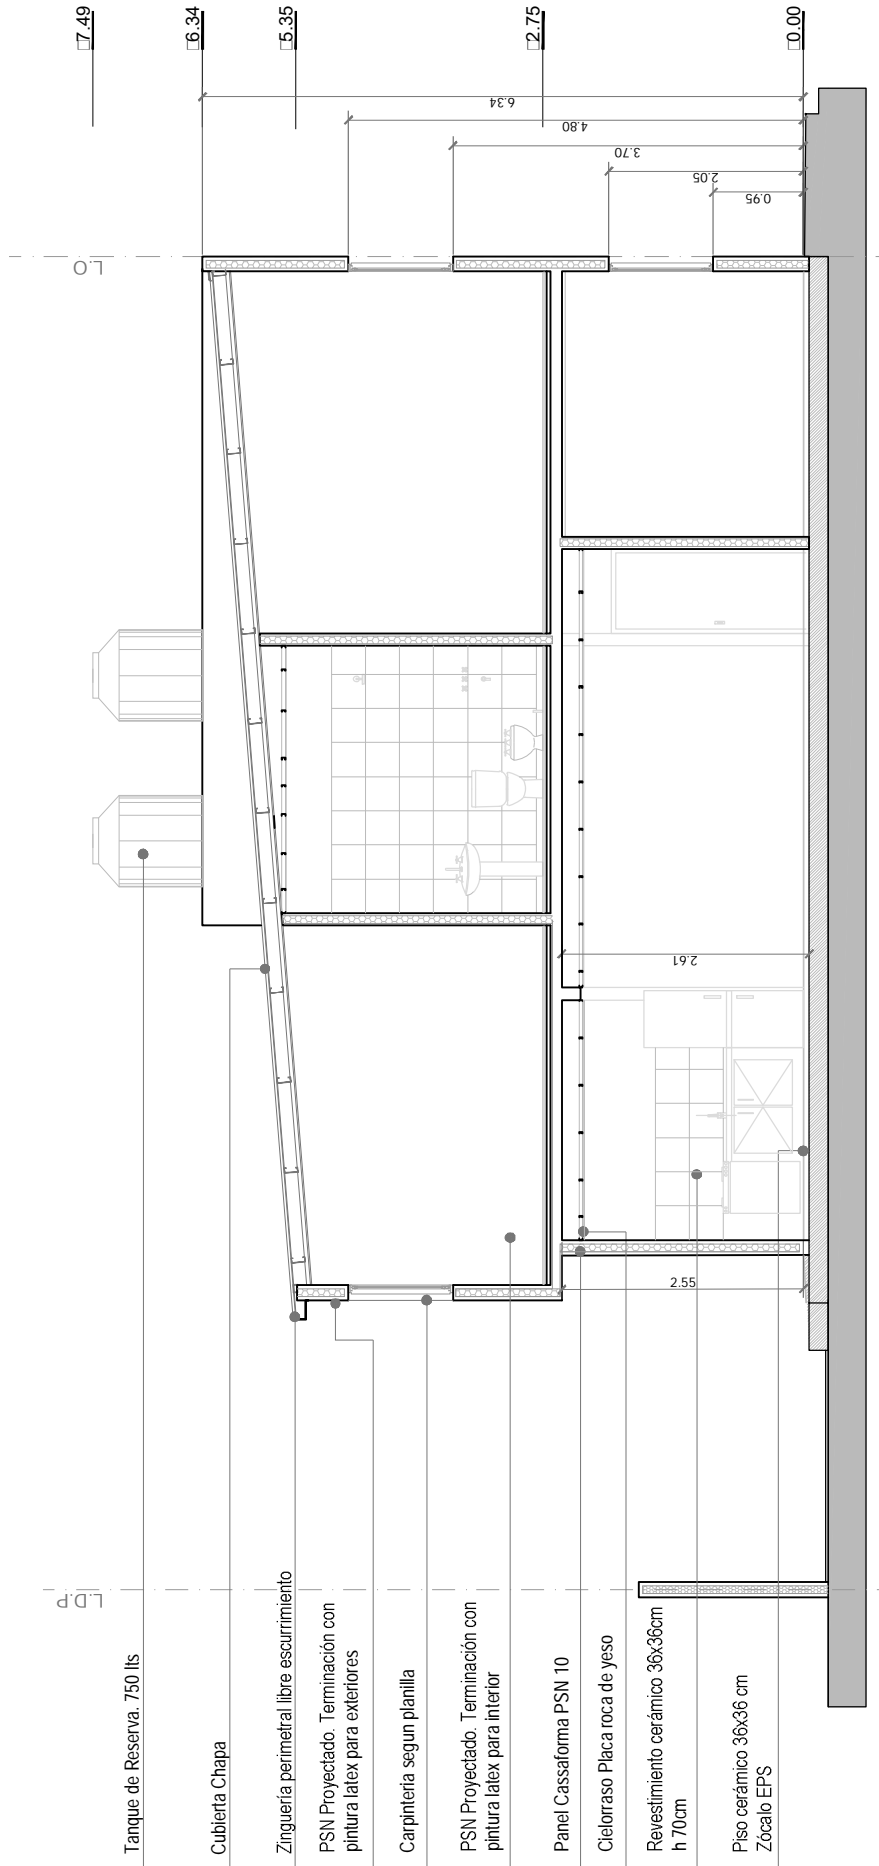 7.49
6.34
5.35
2.75
0.00
6.34
4.80
3.70
2.05
0.95
L.O
2.61
2.55
L.D.P
Tanque de Reserva. 750 lts
Cubierta Chapa
Zinguería perimetral libre escurrimiento
PSN Proyectado. Terminación con
pintura latex para exteriores
Carpinteria segun planilla
PSN Proyectado. Terminación con
pintura latex para interior
Panel Cassaforma PSN 10
Cielorraso Placa roca de yeso
Revestimiento cerámico 36x36cm
h 70cm
Piso cerámico 36x36 cm
Zócalo EPS